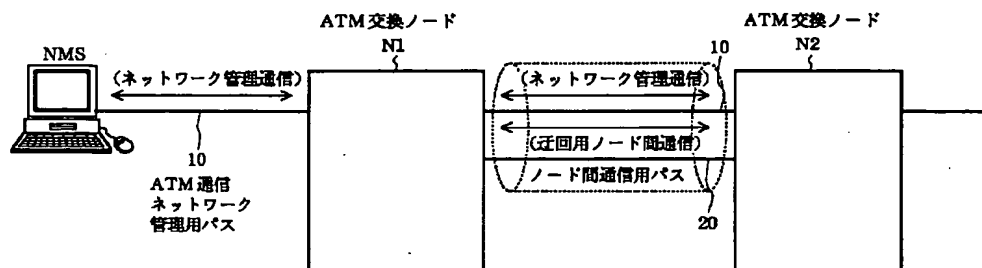 ATM交換ノード
N1
ATM交換ノード
N2
NMS
(ネットワーク管理通信)
10
ATM通信
ネットワーク
管理用パス
10
(ネットワーク管理通信)
(迂回用ノード間通信)
ノード間通信用パス
20